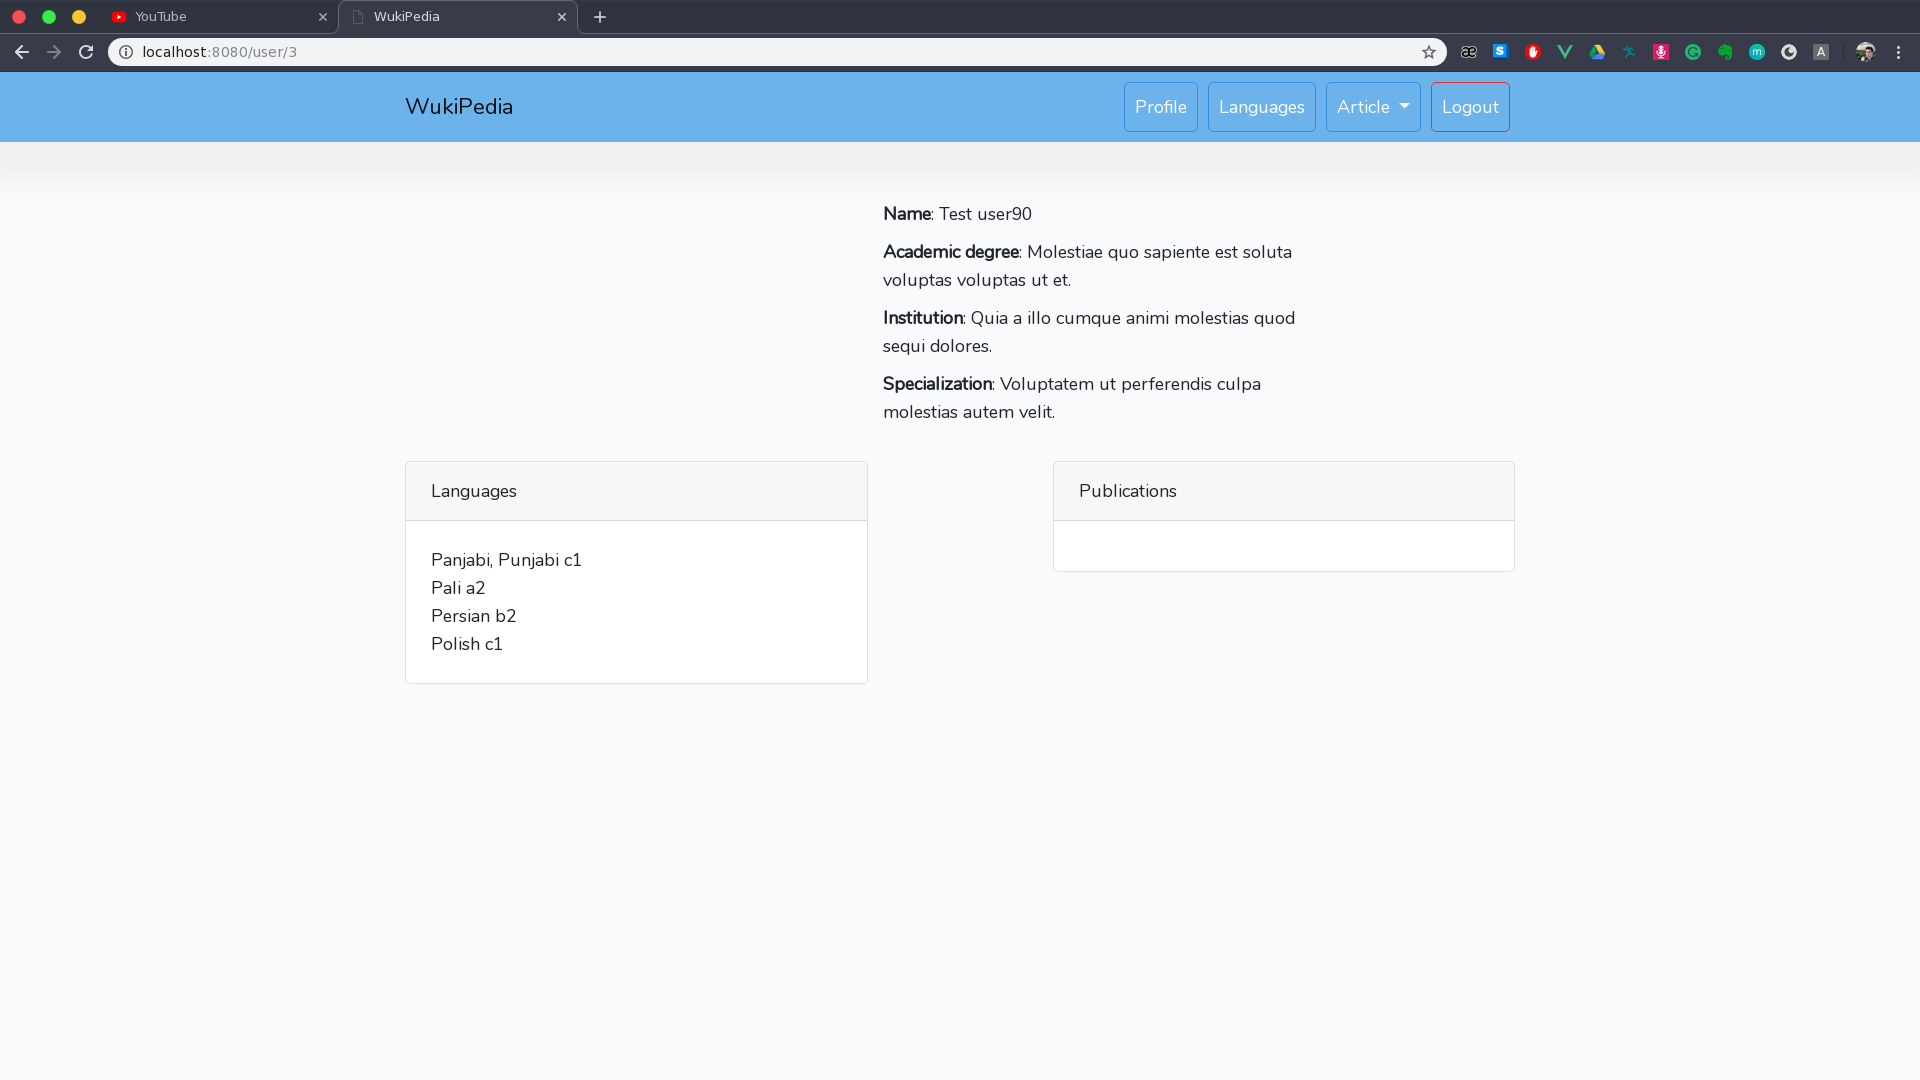 YouTube
WukiPedia
localhost:8080/user/3
WukiPedia
Profile
Languages
Article
Logout
Name: Test user90
Academic degree: Molestiae quo sapiente est soluta
voluptas voluptas ut et.
Institution: Quia a illo cumque animi molestias quod
sequi dolores.
Specialization: Voluptatem ut perferendis culpa
molestias autem velit.
Languages
Panjabi, Punjabi c1
Pali a2
Persian b2
Polish c1
Publications